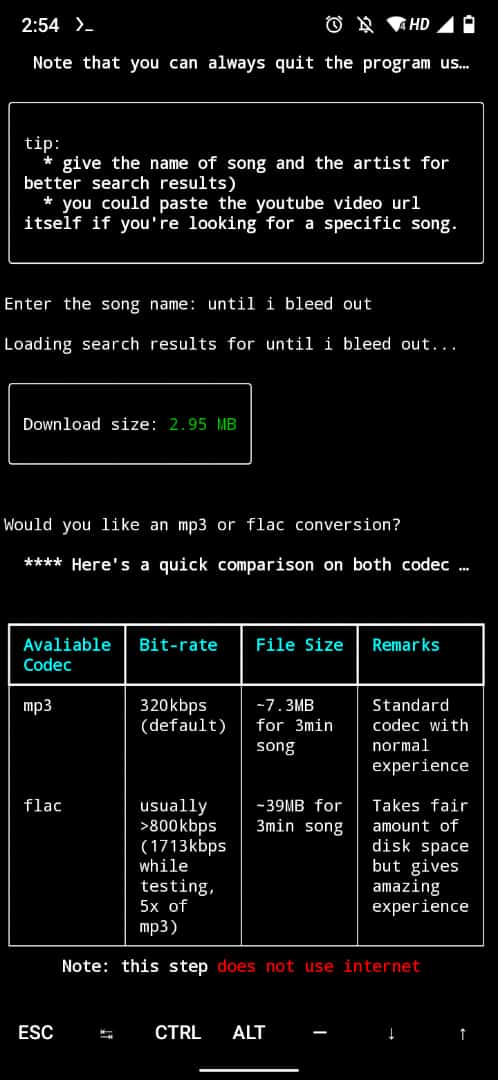 2:54 >_ 4 HD
Note that you can always quit the program us…
tip:
* give the name of song and the artist for
better search results)
* you could paste the youtube video url
itself if you're looking for a specific song.
Enter the song name: until i bleed out
Loading search results for until i bleed out...
Download size: 2.95 MB
Would you like an mp3 or flac conversion?
**** Here's a quick comparison on both codec …
Avaliable Bit-rate File Size Remarks
Codec
mp3 320kbps ~7.3MB Standard
(default) for 3min codec with
song normal
experience
flac usually ~39MB for Takes fair
>800kbps 3min song amount of
(1713kbps disk space
while but gives
testing, amazing
5x of experience
mp3)
Note: this step does not use internet
ESC CTRL ALT — ↓ ↑